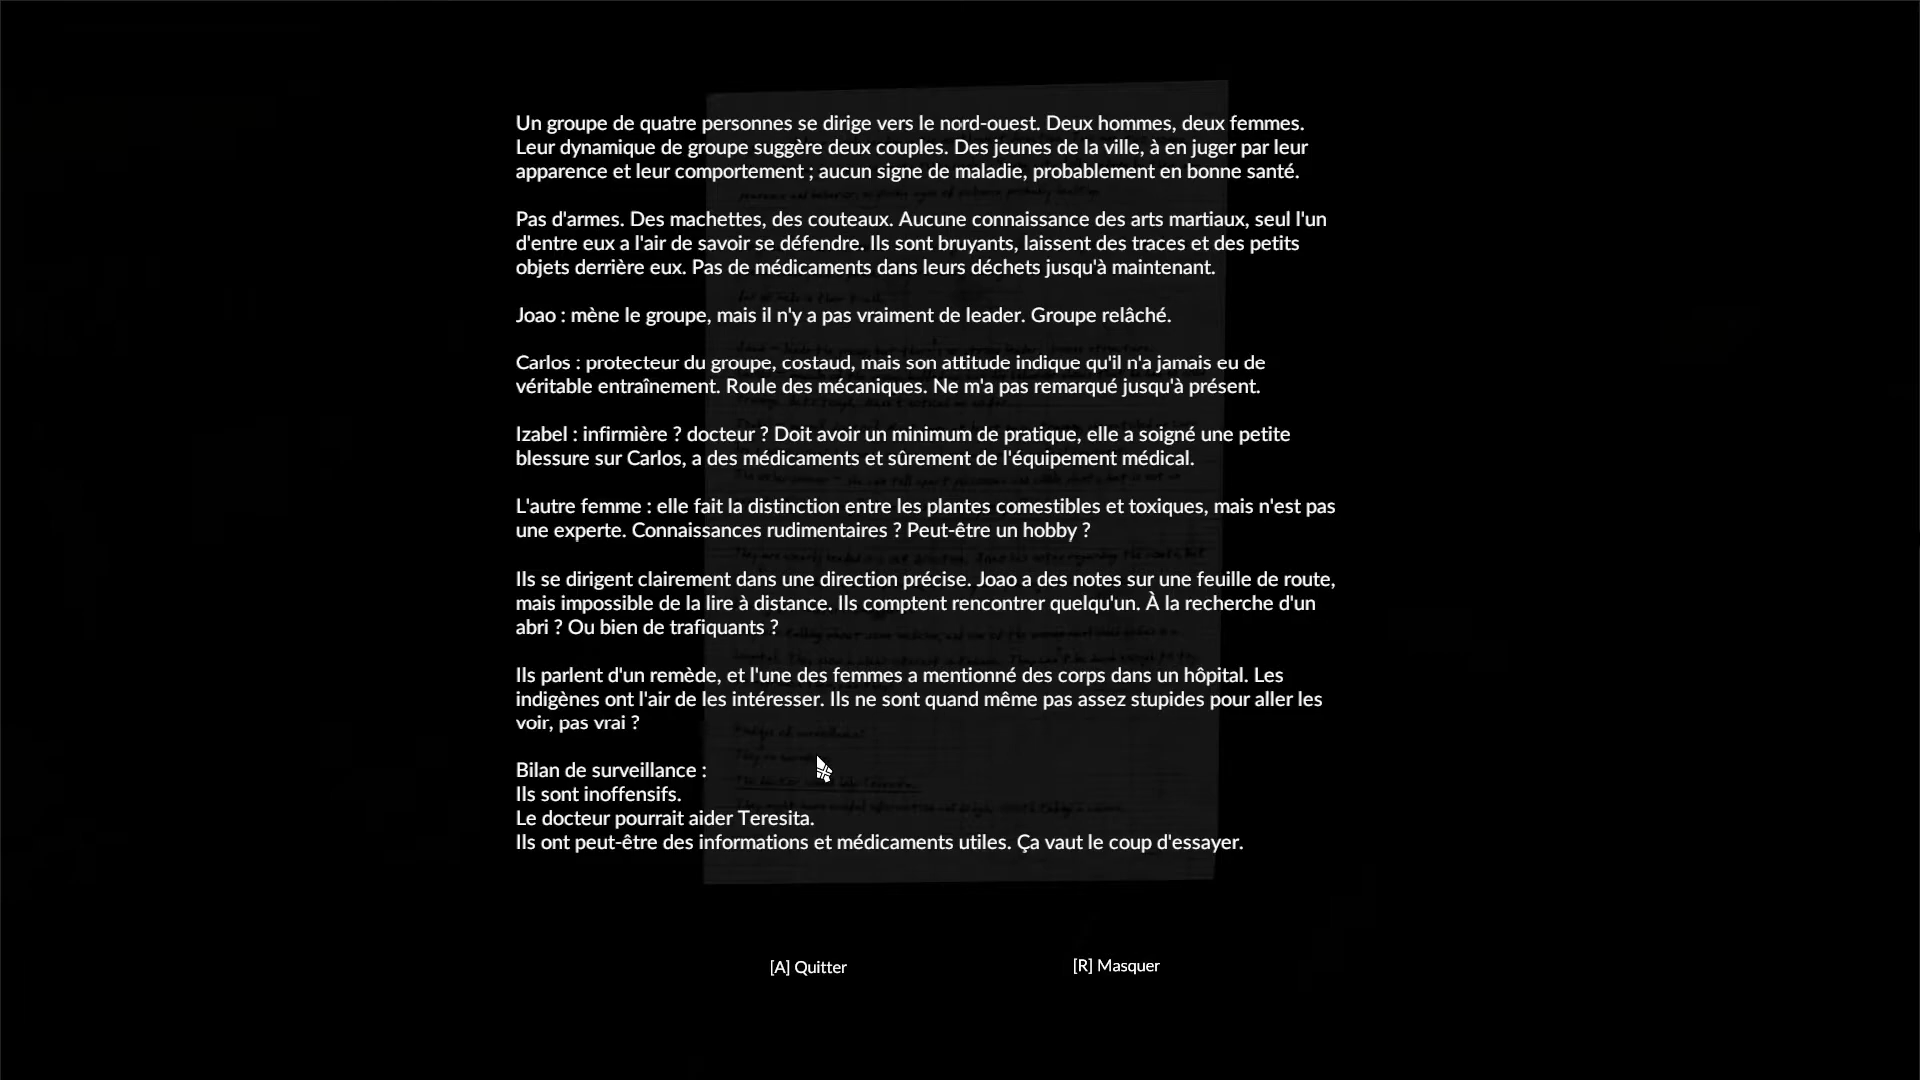 Un groupe de quatre personnes se dirige vers le nord-ouest. Deux hommes, deux femmes.
Leur dynamique de groupe suggère deux couples. Des jeunes de la ville, à en juger par leur
apparence et leur comportement ; aucun signe de maladie, probablement en bonne santé.
Pas d'armes. Des machettes, des couteaux. Aucune connaissance des arts martiaux, seul l'un
d'entre eux a l'air de savoir se défendre. Ils sont bruyants, laissent des traces et des petits
objets derrière eux. Pas de médicaments dans leurs déchets jusqu'à maintenant.
Joao : mène le groupe, mais il n'y a pas vraiment de leader. Groupe relâché.
Carlos : protecteur du groupe, costaud, mais son attitude indique qu'il n'a jamais eu de
véritable entraînement. Roule des mécaniques. Ne m'a pas remarqué jusqu'à présent.
Izabel : infirmière ? docteur ? Doit avoir un minimum de pratique, elle a soigné une petite
blessure sur Carlos, a des médicaments et sûrement de l'équipement médical.
L'autre femme : elle fait la distinction entre les plantes comestibles et toxiques, mais n'est pas
une experte. Connaissances rudimentaires ? Peut-être un hobby ?
Ils se dirigent clairement dans une direction précise. Joao a des notes sur une feuille de route,
mais impossible de la lire à distance. Ils comptent rencontrer quelqu'un. À la recherche d'un
abri ? Ou bien de trafiquants ?
Ils parlent d'un remède, et l'une des femmes a mentionné des corps dans un hôpital. Les
indigènes ont l'air de les intéresser. Ils ne sont quand même pas assez stupides pour aller les
voir, pas vrai ?
Bilan de surveillance :
Ils sont inoffensifs.
Le docteur pourrait aider Teresita.
Ils ont peut-être des informations et médicaments utiles. Ça vaut le coup d'essayer.
[A] Quitter
[R] Masquer